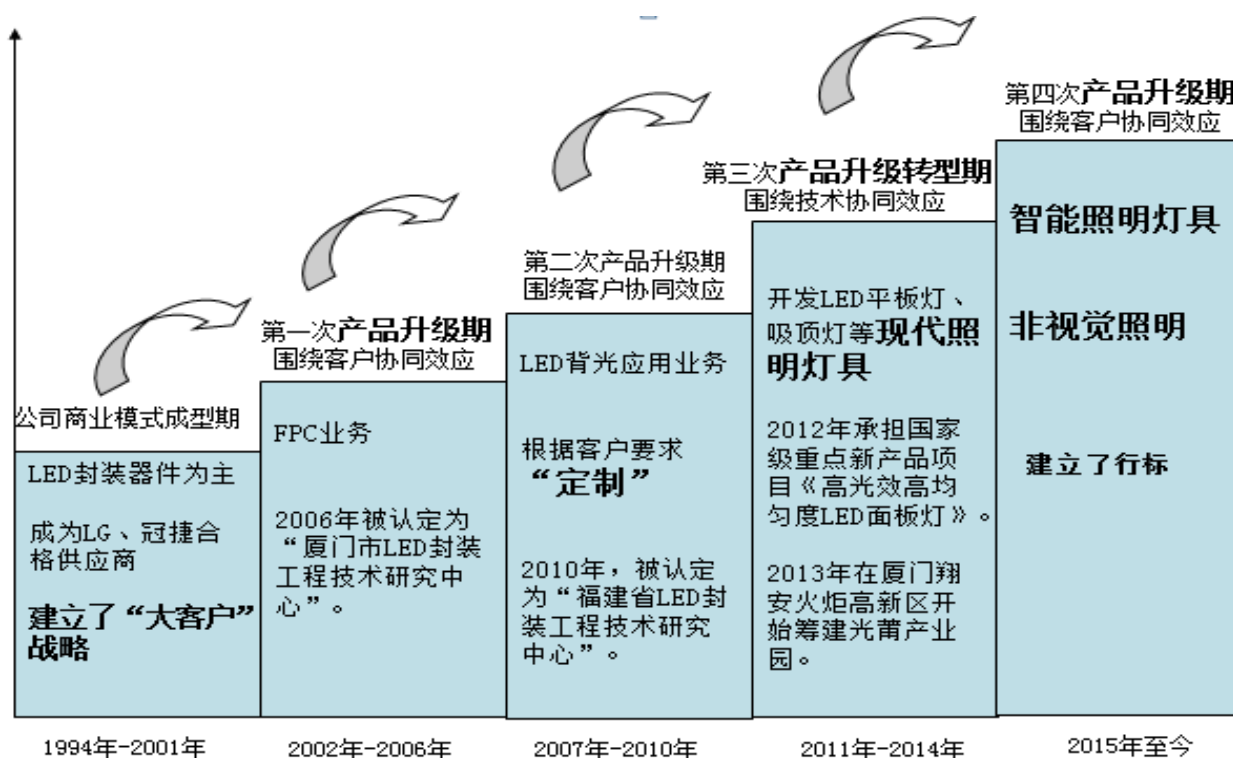 公司商业模式成型期
LED封装器件为主
成为LG、冠捷合
格供应商
建立了“大客户”
战略
1994年-2001年
第一次产品升级期
围绕客户协同效应
FPC业务
2006年被认定为
“厦门市LED封装
工程技术研究中
心”。
2002年-2006年
第二次产品升级期
围绕客户协同效应
LED背光应用业务
根据客户要求
“定制”
2010年，被认定
为“福建省LED封
装工程技术研究
中心”。
2007年-2010年
第三次产品升级转型期
围绕技术协同效应
开发LED平板灯、
吸顶灯等现代照
明灯具
2012年承担国家
级重点新产品项
目《高光效高均
匀度LED面板灯》。
2013年在厦门翔
安火炬高新区开
始筹建光莆产业
园。
2011年-2014年
第四次产品升级期
围绕客户协同效应
智能照明灯具
非视觉照明
建立了行标
2015年至今